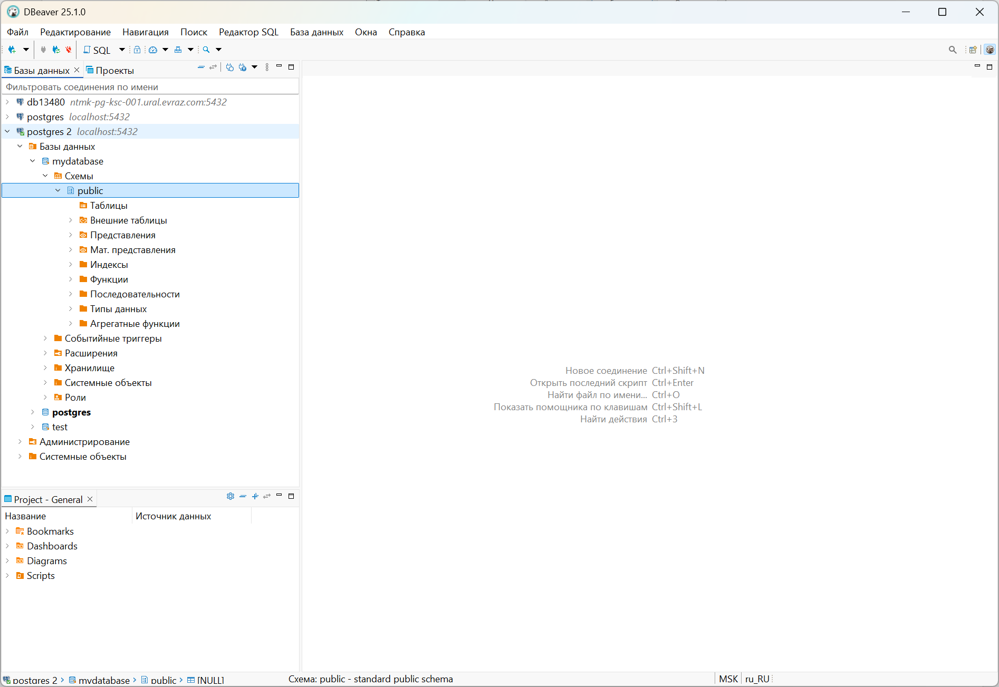 DBeaver 25.1.0
Файл Редактирование Навигация Поиск Редактор SQL База данных Окна Справка
SQL
Базы данных Проекты
Фильтровать соединения по имени
db13480 ntmk-pg-ksc-001.ural.evraz.com:5432
postgres localhost:5432
postgres 2 localhost:5432
Базы данных
mydatabase
Схемы
public
Таблицы
Внешние таблицы
Представления
Мат. представления
Индексы
Функции
Последовательности
Типы данных
Агрегатные функции
Событийные триггеры
Расширения
Хранилище
Системные объекты
Роли
postgres
test
Администрирование
Системные объекты
Новое соединение Ctrl+Shift+N
Открыть последний скрипт Ctrl+Enter
Найти файл по имени... Ctrl+O
Показать помощника по клавишам Ctrl+Shift+L
Найти действия Ctrl+3
Project - General
Название Источник данных
Bookmarks
Dashboards
Diagrams
Scripts
postgres 2 mydatabase public [NULL] Схема: public - standard public schema MSK ru_RU